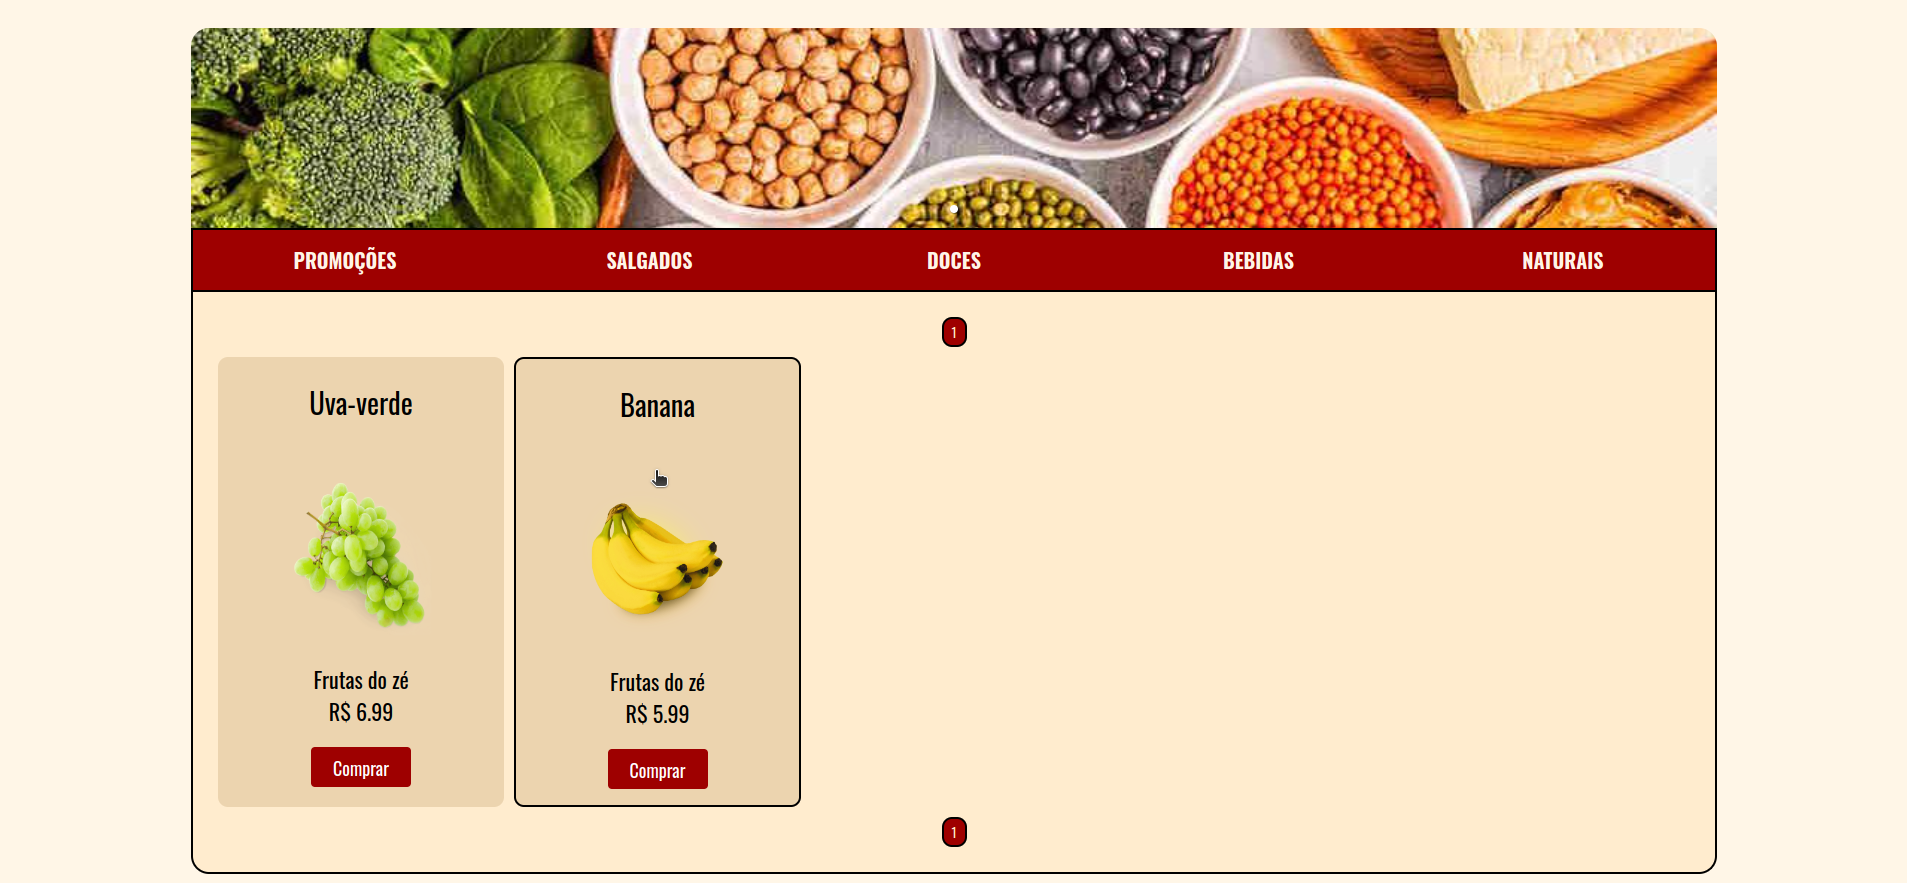 PROMOÇÕES SALGADOS DOCES BEBIDAS NATURAIS
1
Uva-verde
Frutas do zé
R$ 6.99
Comprar
Banana
Frutas do zé
R$ 5.99
Comprar
1